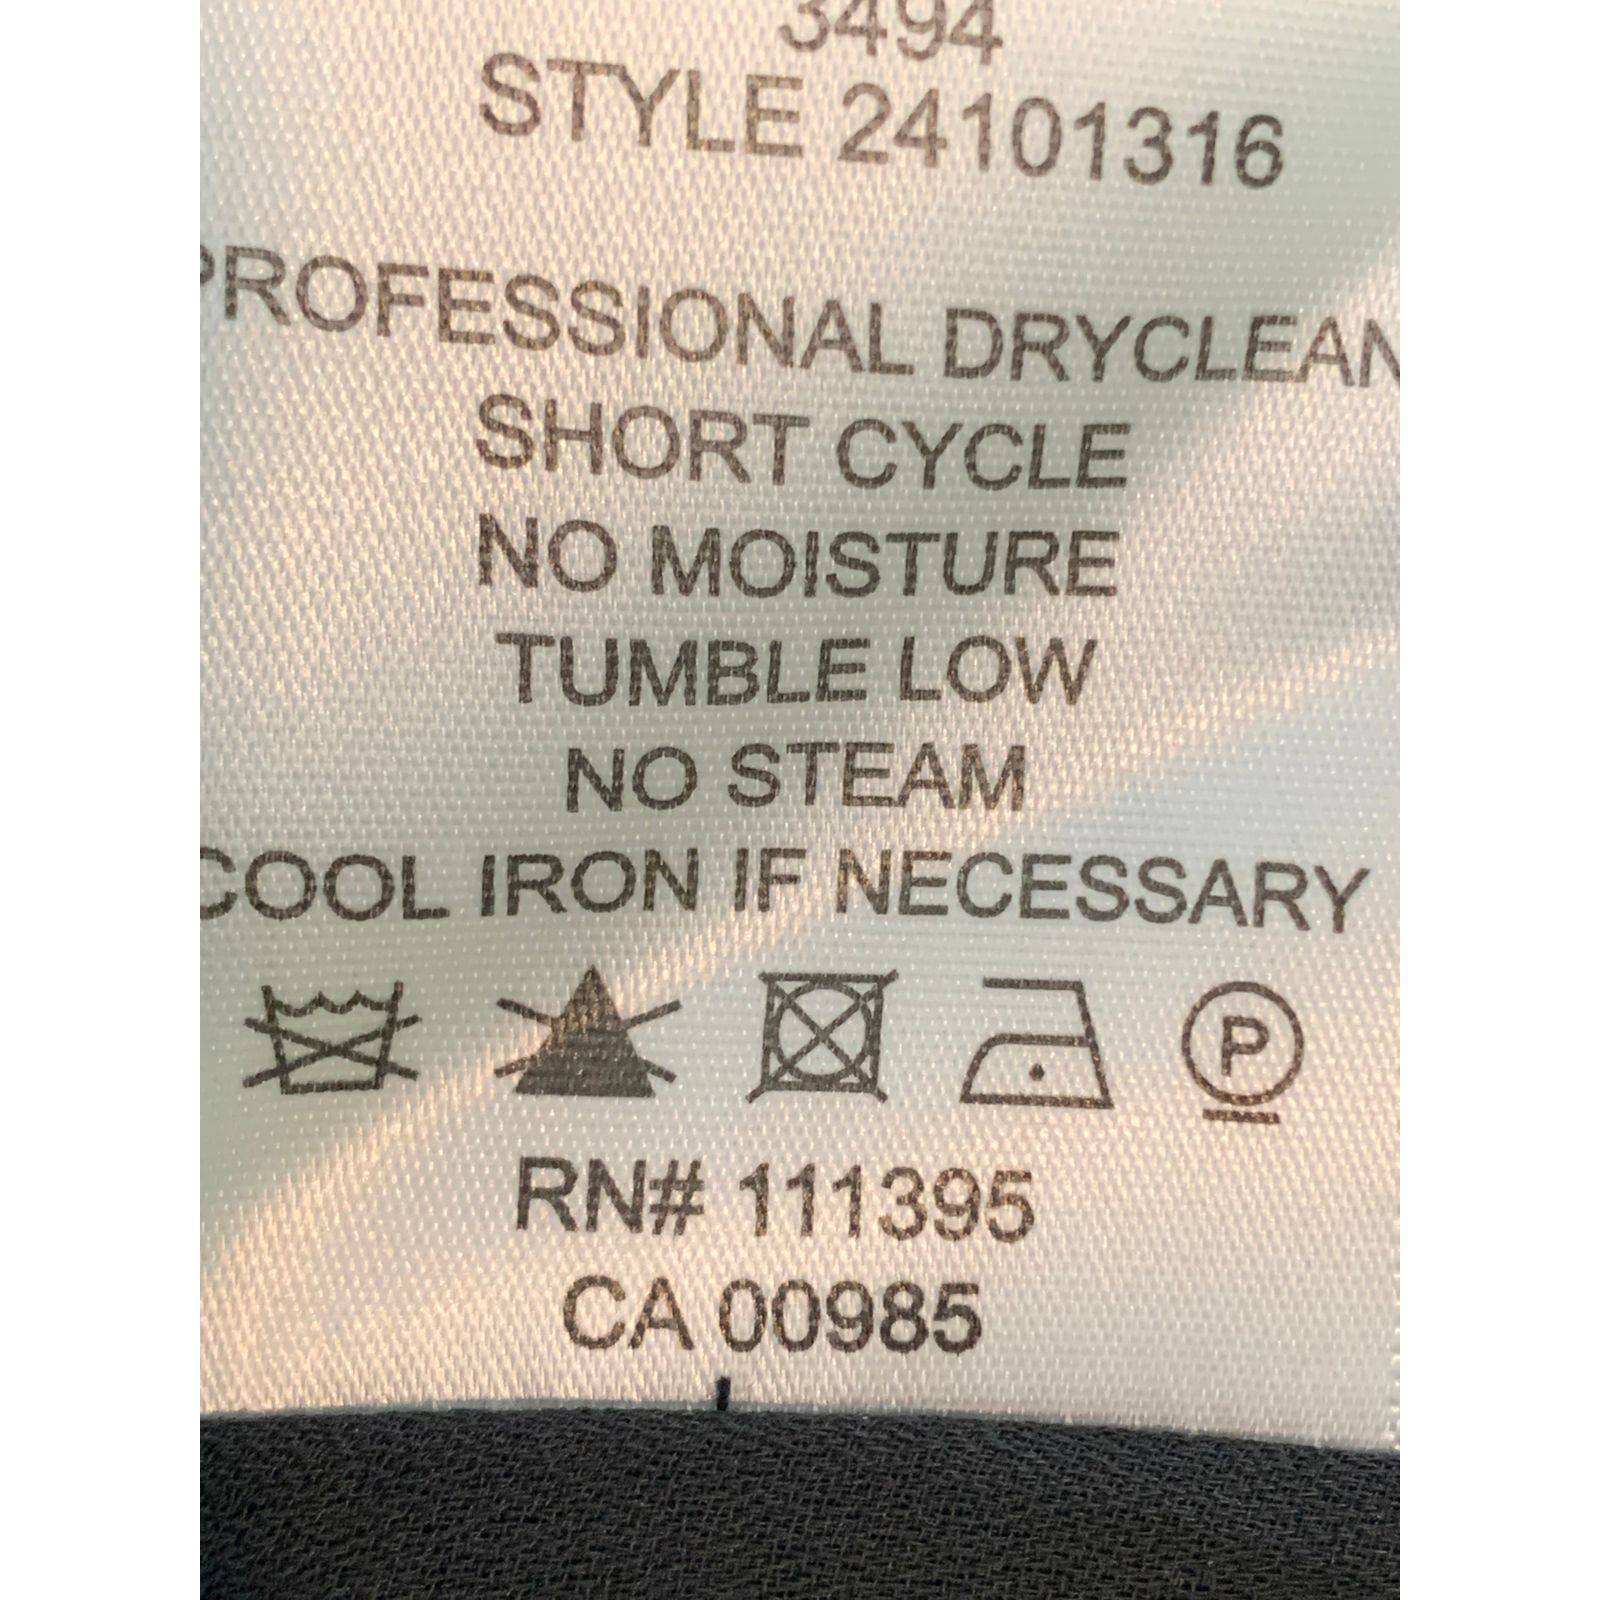 3494
STYLE 24101316
PROFESSIONAL DRYCLEAN
SHORT CYCLE
NO MOISTURE
TUMBLE LOW
NO STEAM
COOL IRON IF NECESSARY
P
RN# 111395
CA 00985